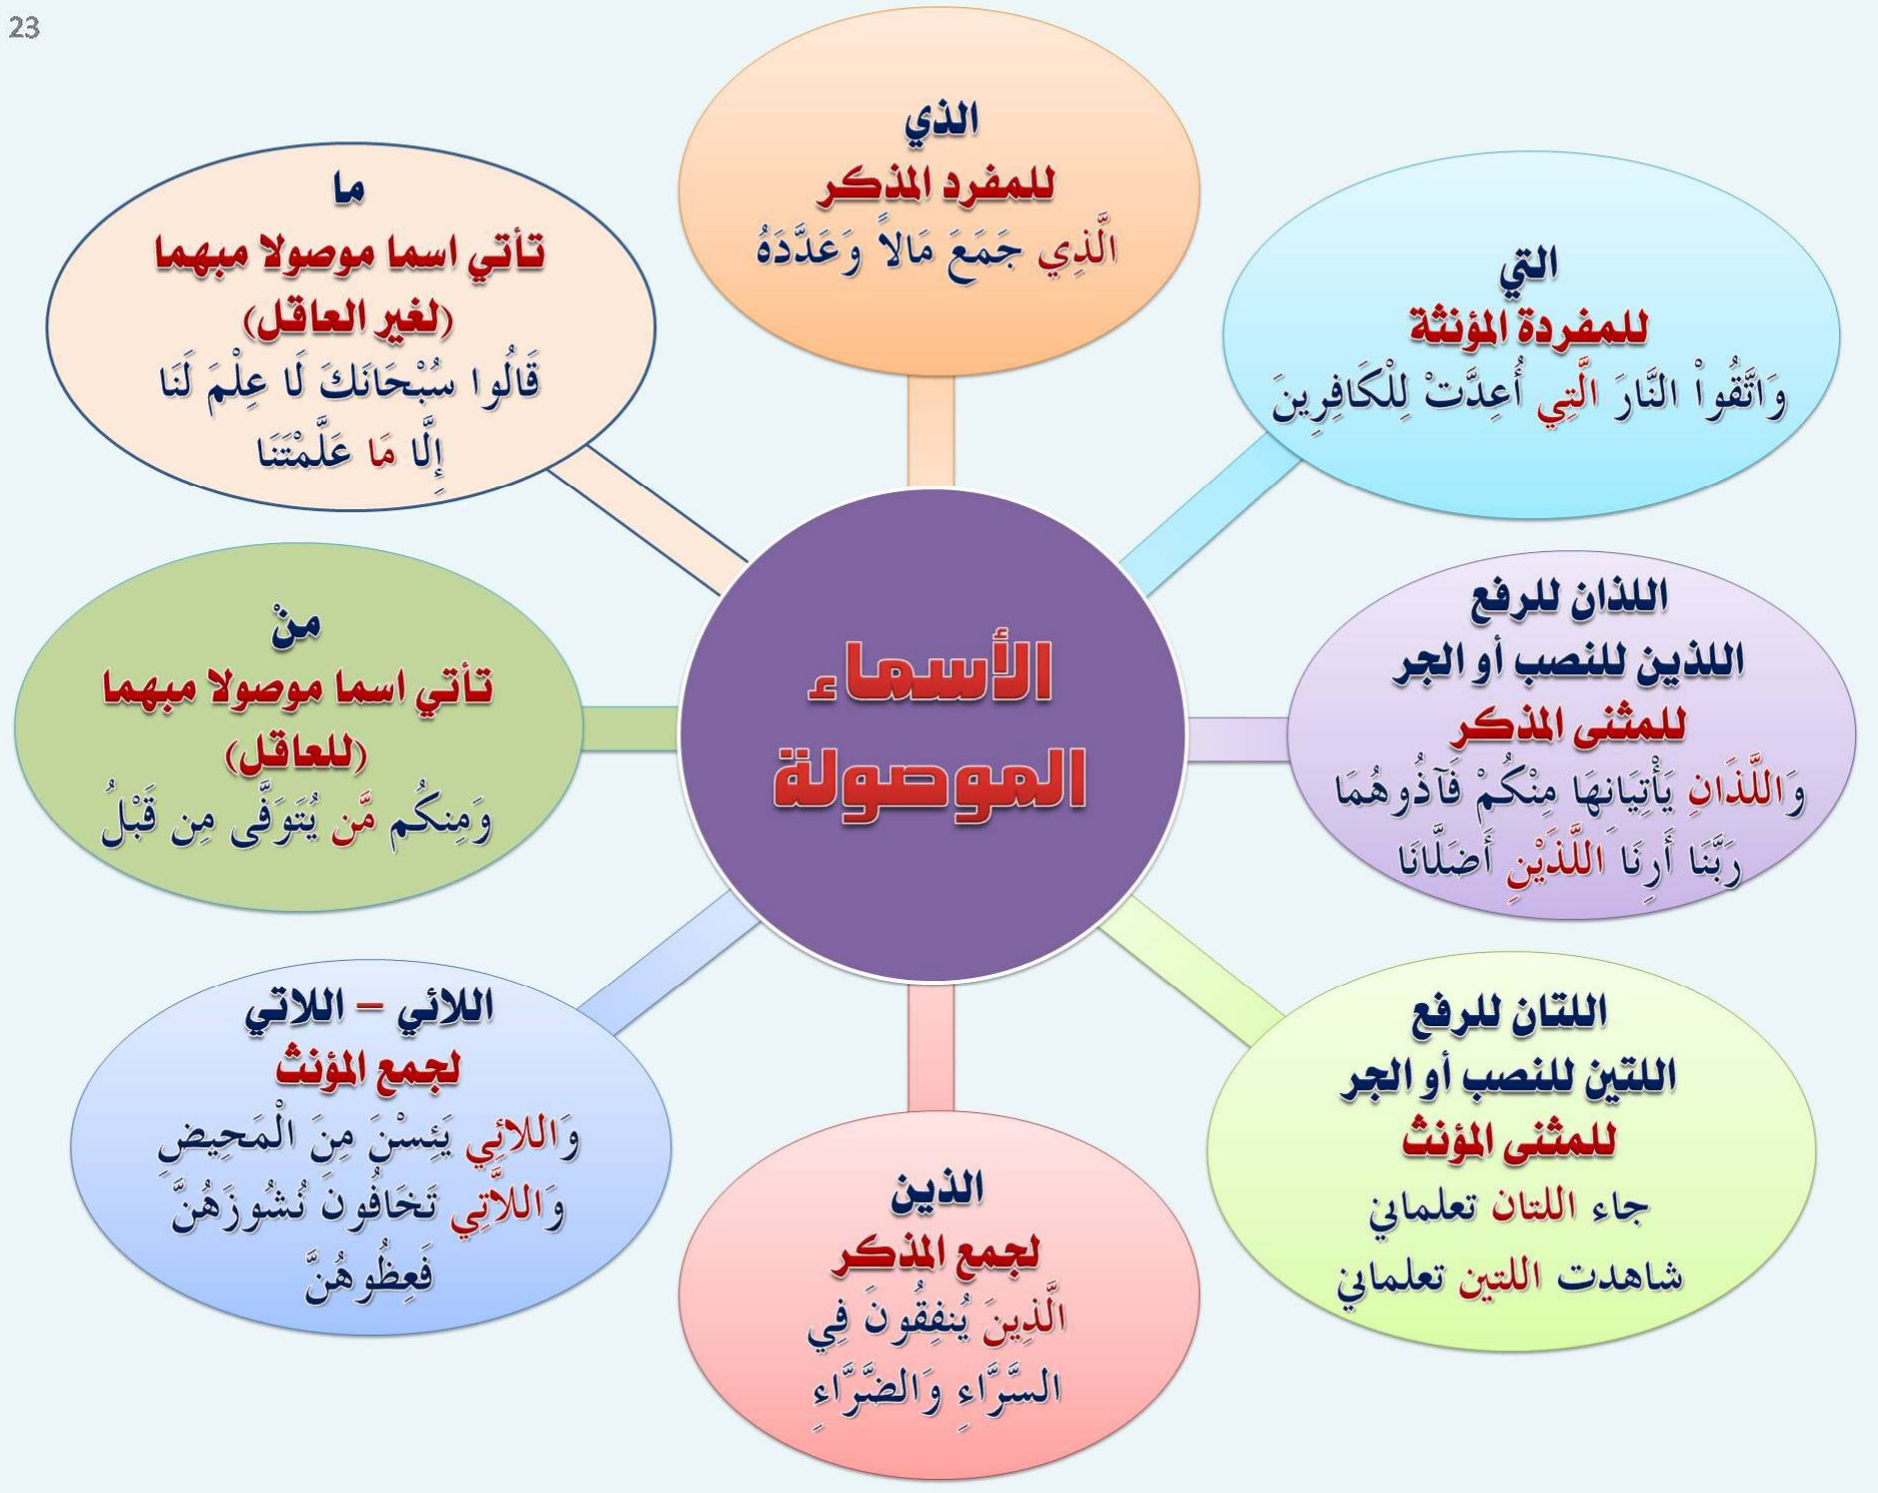 23
الذي
للمفرد المذكر
الَّذِي جَمَعَ مَالاً وَعَدَّدَهُ
التي
للمفردة المؤنثة
وَاتَّقُواْ النَّارَ الَّتِي أُعِدَّتْ لِلْكَافِرِينَ
اللذان للرفع
اللذين للنصب أو الجر
للمثنى المذكر
وَاللَّذَانِ يَأْتِيَانِهَا مِنْكُمْ فَآذُوهُمَا
رَبَّنَا أَرِنَا اللَّذَيْنِ أَضَلَّانَا
اللتان للرفع
اللتين للنصب أو الجر
للمثنى المؤنث
جاء اللتان تعلماني
شاهدت اللتين تعلماني
الذين
لجمع المذكر
الَّذِينَ يُنفِقُونَ فِي
السَّرَّاءِ وَالضَّرَّاءِ
اللائي – اللاتي
لجمع المؤنث
وَاللائِي يَئِسْنَ مِنَ الْمَحِيضِ
وَاللاَّتِي تَخَافُونَ نُشُوزَهُنَّ
فَعِظُوهُنَّ
منْ
تأتي اسما موصولا مبهما
(للعاقل)
وَمِنكُم مَّن يُتَوَفَّى مِن قَبْلُ
ما
تأتي اسما موصولا مبهما
(لغير العاقل)
قَالُوا سُبْحَانَكَ لَا عِلْمَ لَنَا
إِلَّا مَا عَلَّمْتَنَا
الأسماء
الموصولة